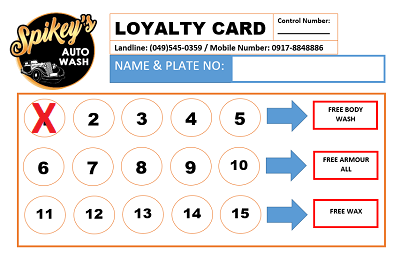 Spikey's
AUTO
WASH
LOYALTY CARD
Control Number:
Landline: (049)545-0359 / Mobile Number: 0917-8848886
NAME & PLATE NO:
X 2 3 4 5 FREE BODY WASH
6 7 8 9 10 FREE ARMOUR ALL
11 12 13 14 15 FREE WAX